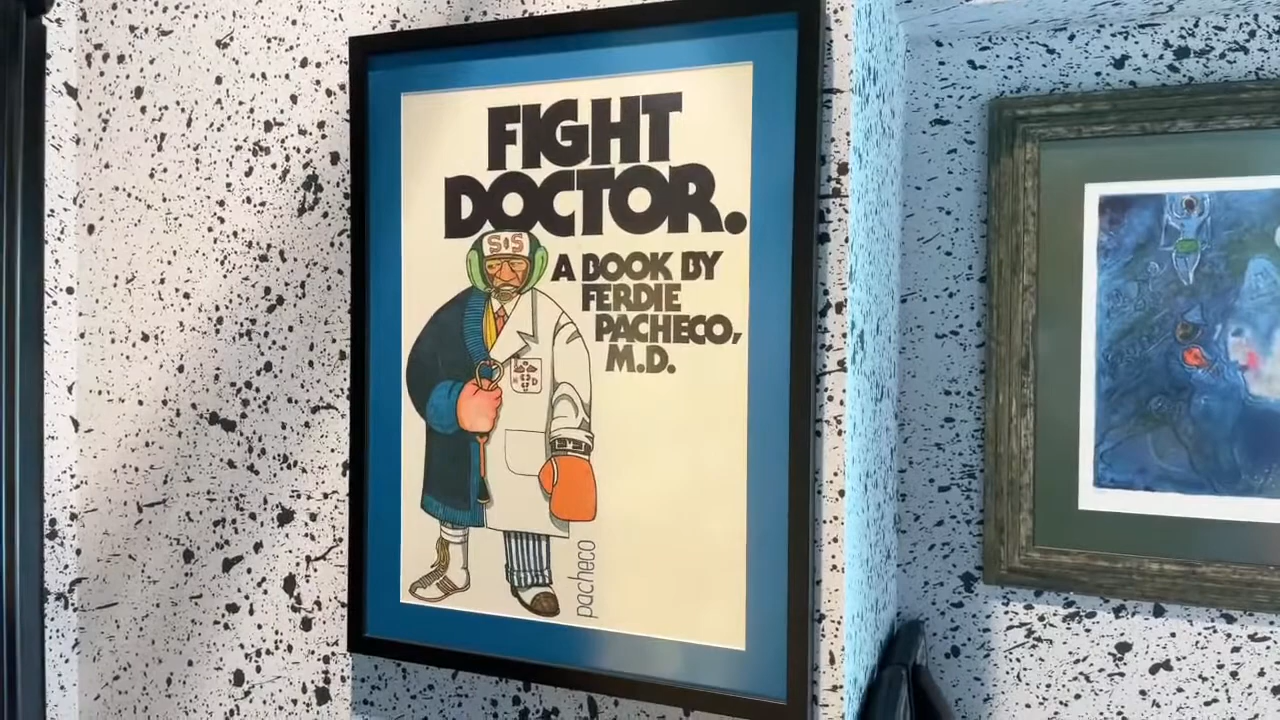 FIGHT
DOCTOR.
S S
A BOOK BY
FERDIE
PACHECO,
M.D.
pacheco